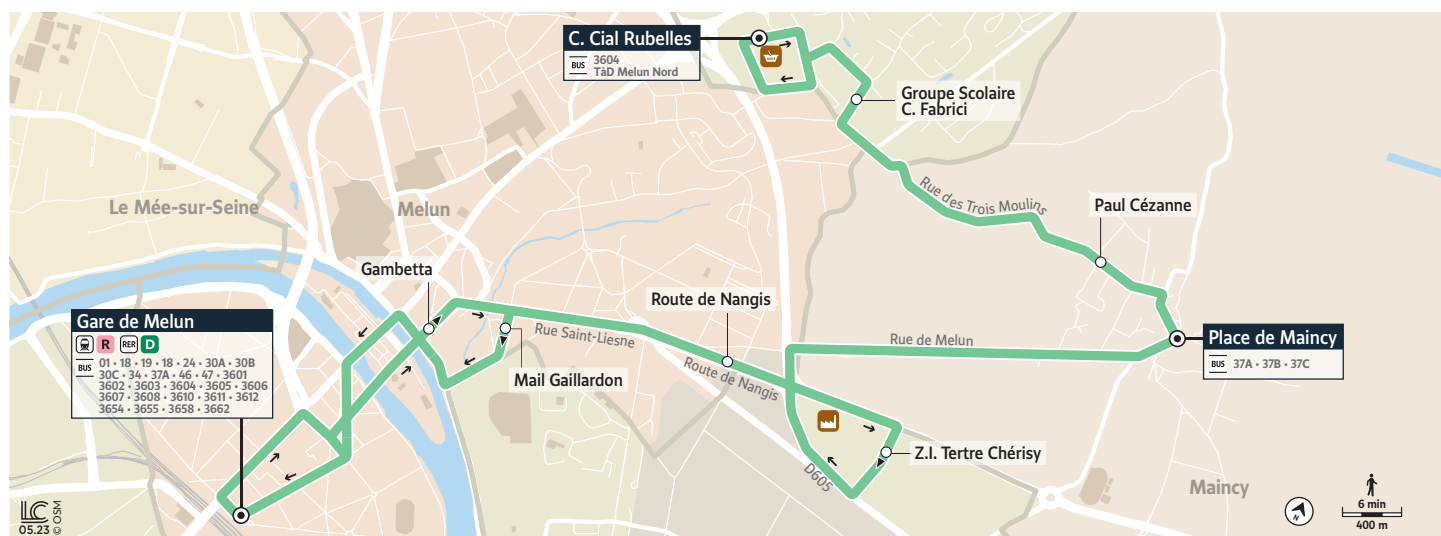 C. Cial Rubelles
BUS 3604
TàD Melun Nord
Groupe Scolaire
C. Fabrici
Rue des Trois Moulins
Paul Cézanne
Le Mée-sur-Seine
Melun
Gambetta
Route de Nangis
Gare de Melun
R RER D
BUS 01 • 18 • 19 • 18 • 24 • 30A • 30B
30C • 34 • 37A • 46 • 47 • 3601
3602 • 3603 • 3604 • 3605 • 3606
3607 • 3608 • 3610 • 3611 • 3612
3654 • 3655 • 3658 • 3662
Rue Saint-Liesne
Rue de Melun
Place de Maincy
BUS 37A • 37B • 37C
Mail Gaillardon
Route de Nangis
Z.I. Tertre Chérisy
D605
Maincy
N
6 min
400 m
LC
05.23
© OSM